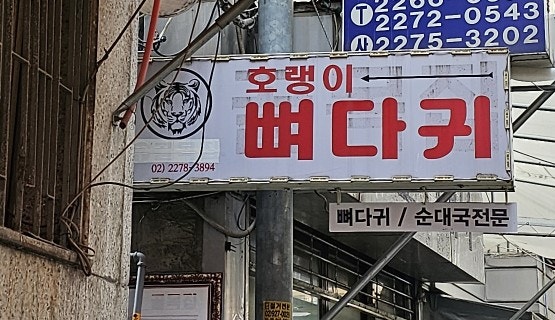 2272-0543
2275-3202
호랭이
뼈다귀
02) 2278-3894
뼈다귀 / 순대국전문